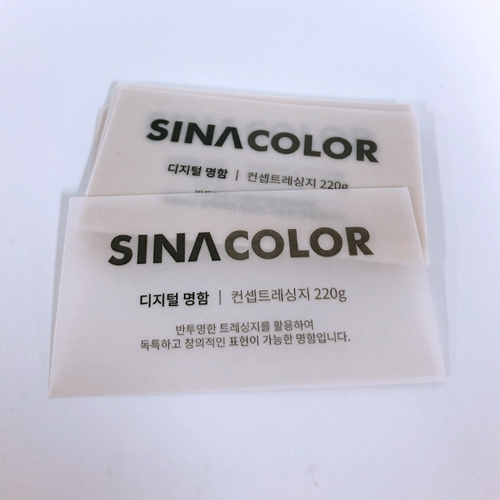 SINACOLOR
디지털 명함 | 컨셉트레싱지 220g
SINACOLOR
디지털 명함 | 컨셉트레싱지 220g
반투명한 트레싱지를 활용하여
독특하고 창의적인 표현이 가능한 명함입니다.